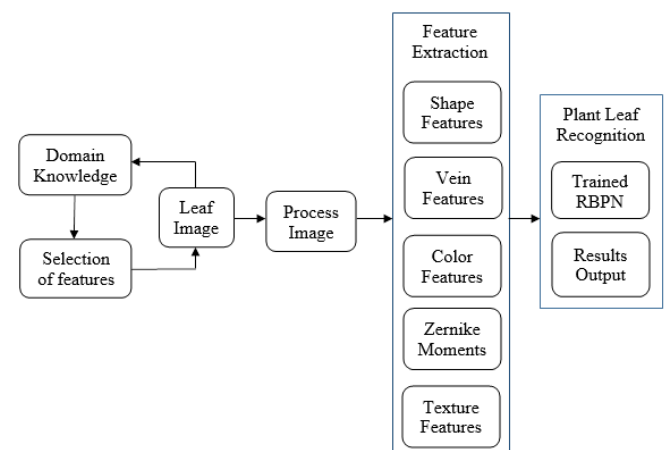 Domain
Knowledge
Selection
of features
Leaf
Image
Process
Image
Feature
Extraction
Shape
Features
Vein
Features
Color
Features
Zernike
Moments
Texture
Features
Plant Leaf
Recognition
Trained
RBPN
Results
Output